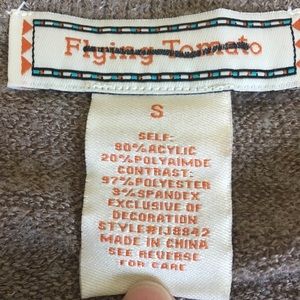 Flying Tomato
S
SELF:
80%ACYLIC
20%POLYAIMDE
CONTRAST:
97%POLYESTER
3%SPANDEX
EXCLUSIVE OF
DECORATION
STYLE#IJ8842
MADE IN CHINA
SEE REVERSE
FOR CARE